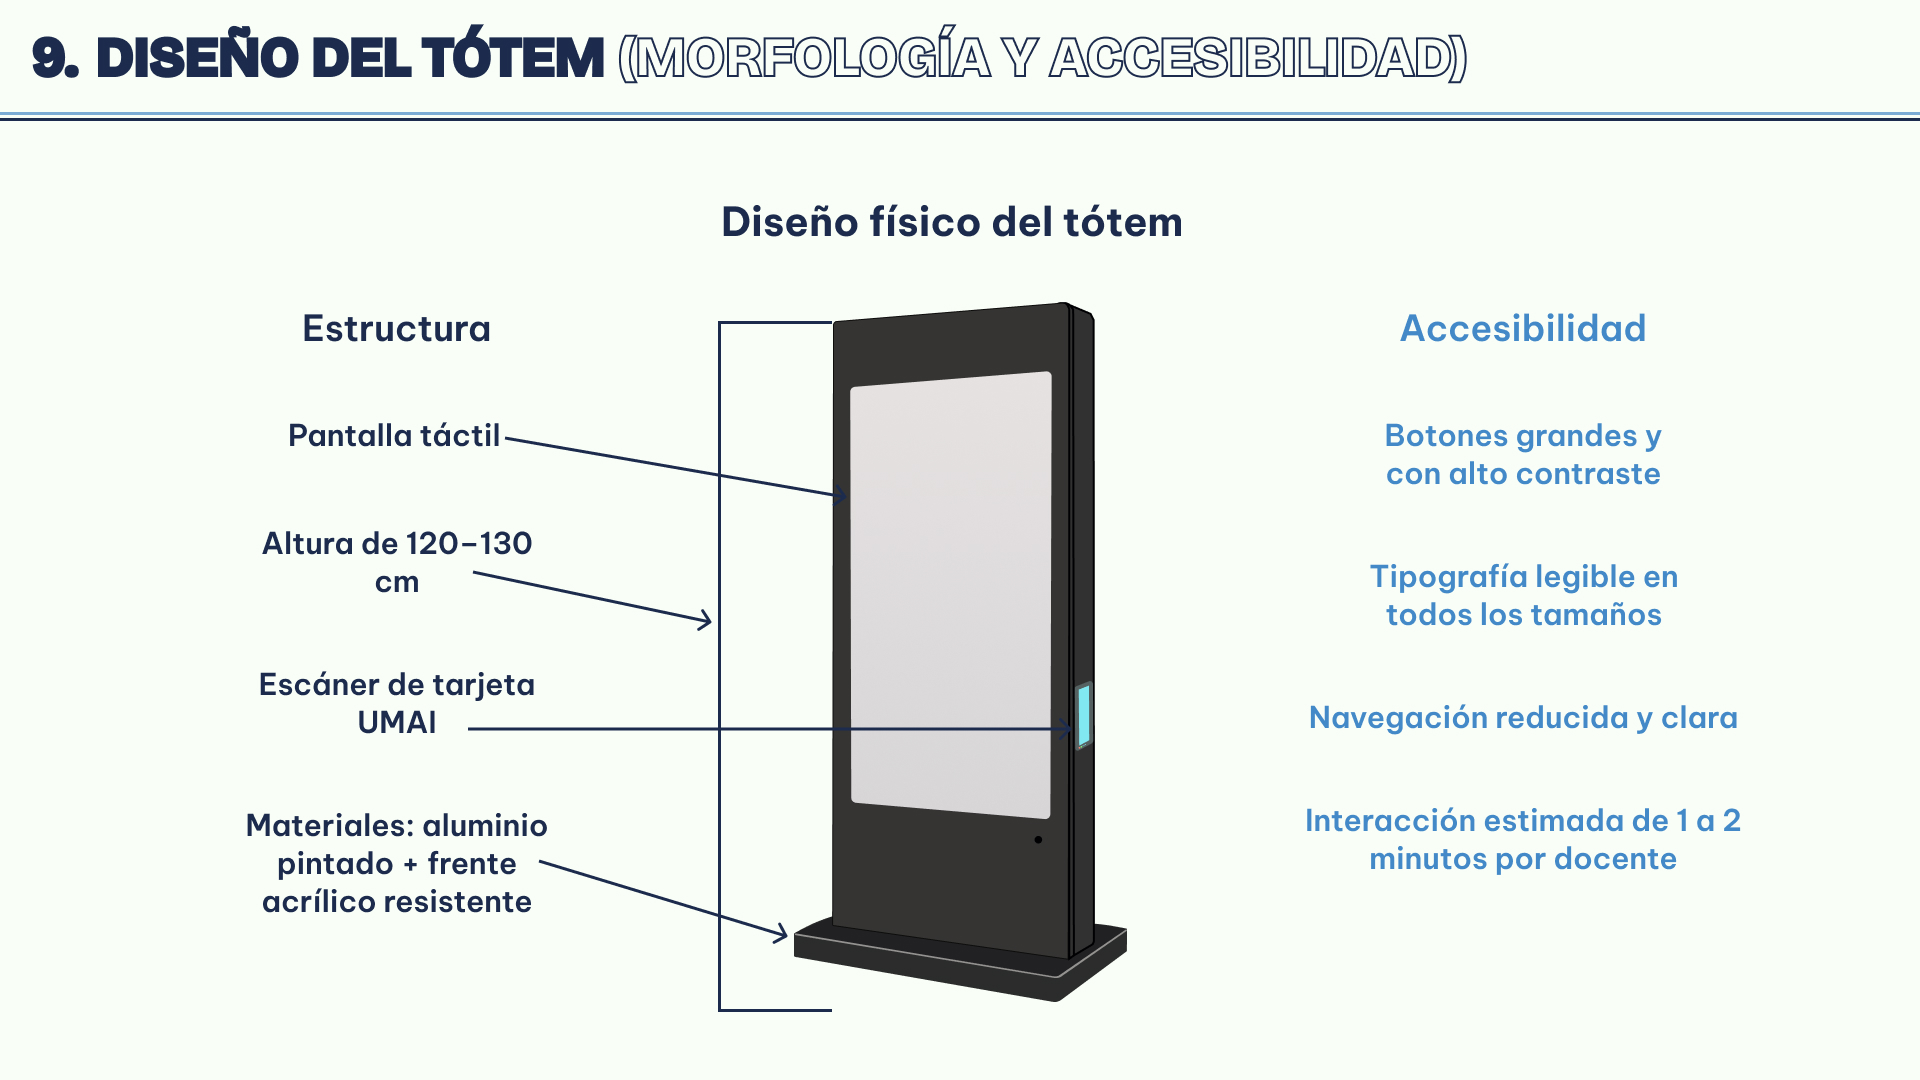 9. DISEÑO DEL TÓTEM (MORFOLOGÍA Y ACCESIBILIDAD)
Diseño físico del tótem
Estructura
Pantalla táctil
Altura de 120–130
cm
Escáner de tarjeta
UMAI
Materiales: aluminio
pintado + frente
acrílico resistente
Accesibilidad
Botones grandes y
con alto contraste
Tipografía legible en
todos los tamaños
Navegación reducida y clara
Interacción estimada de 1 a 2
minutos por docente